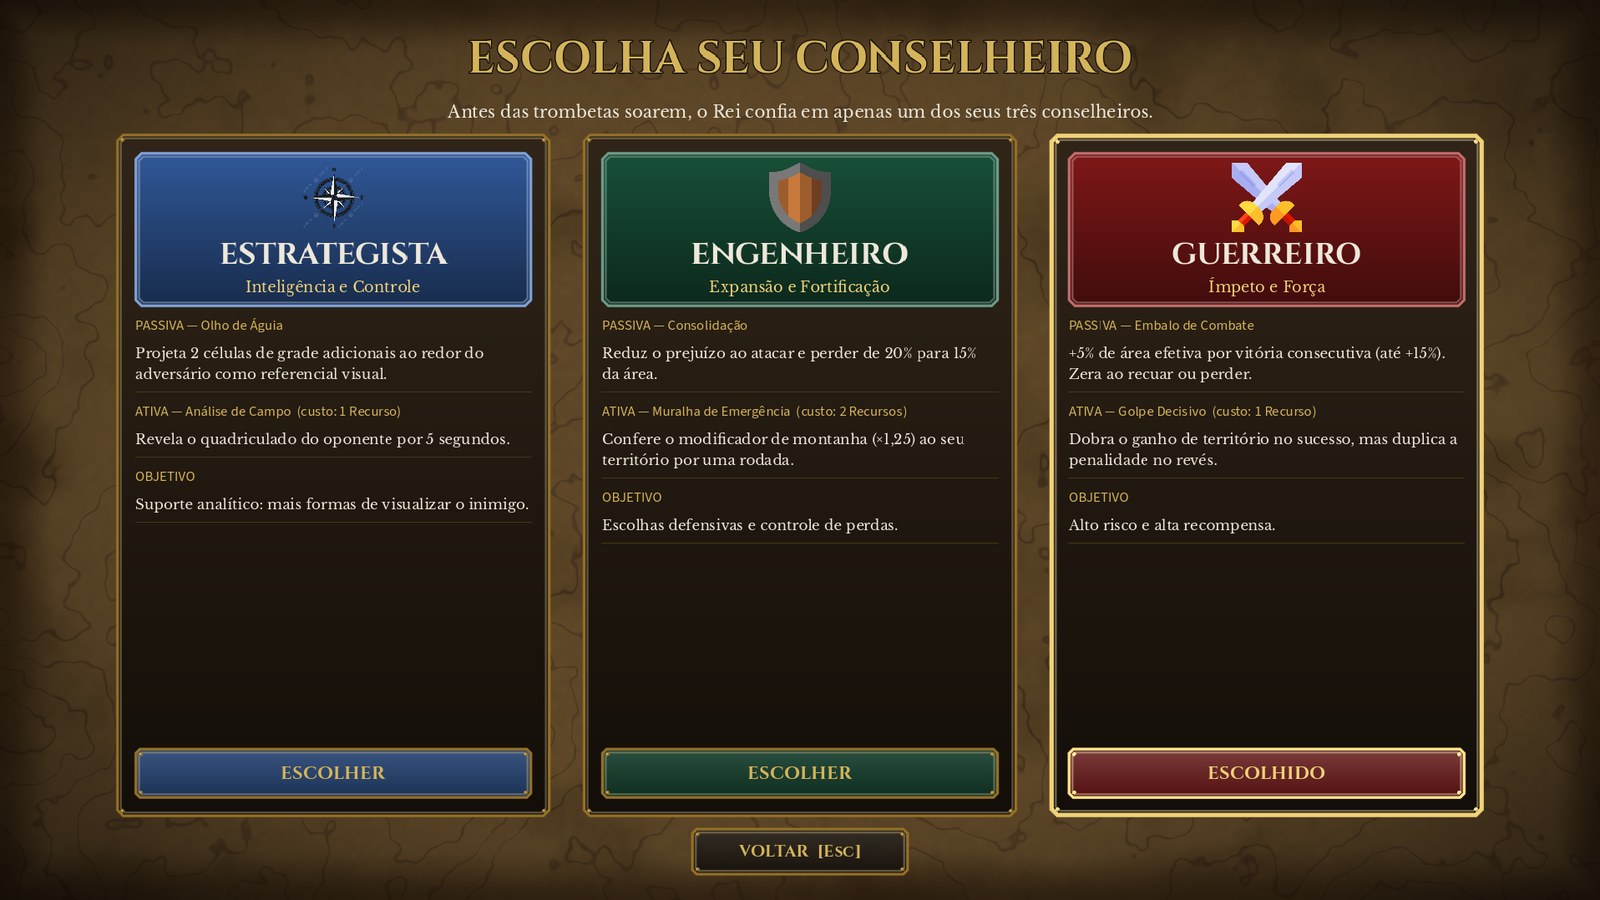 ESCOLHA SEU CONSELHEIRO
Antes das trombetas soarem, o Rei confia em apenas um dos seus três conselheiros.
ESTRATEGISTA
Inteligência e Controle
PASSIVA — Olho de Águia
Projeta 2 células de grade adicionais ao redor do
adversário como referencial visual.
ATIVA — Análise de Campo (custo: 1 Recurso)
Revela o quadriculado do oponente por 5 segundos.
OBJETIVO
Suporte analítico: mais formas de visualizar o inimigo.
ESCOLHER
ENGENHEIRO
Expansão e Fortificação
PASSIVA — Consolidação
Reduz o prejuízo ao atacar e perder de 20% para 15%
da área.
ATIVA — Muralha de Emergência (custo: 2 Recursos)
Confere o modificador de montanha (×1,25) ao seu
território por uma rodada.
OBJETIVO
Escolhas defensivas e controle de perdas.
ESCOLHER
GUERREIRO
Ímpeto e Força
PASSIVA — Embalo de Combate
+5% de área efetiva por vitória consecutiva (até +15%).
Zera ao recuar ou perder.
ATIVA — Golpe Decisivo (custo: 1 Recurso)
Dobra o ganho de território no sucesso, mas duplica a
penalidade no revés.
OBJETIVO
Alto risco e alta recompensa.
ESCOLHIDO
VOLTAR [ESC]